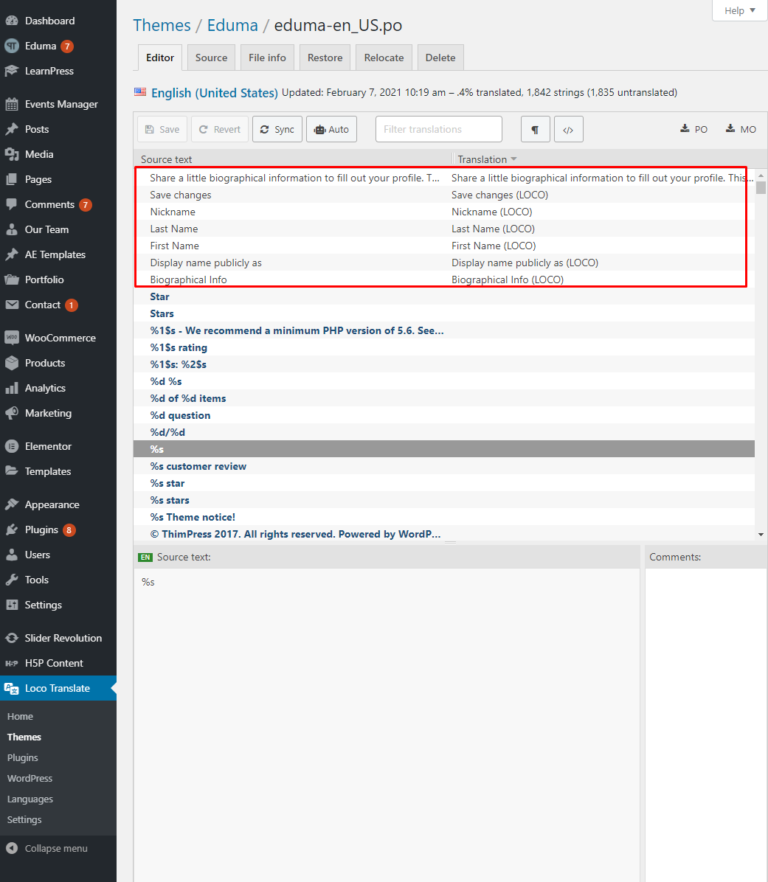 Help ▼
Dashboard
Eduma 7
LearnPress
Events Manager
Posts
Media
Pages
Comments 7
Our Team
AE Templates
Portfolio
Contact 1
WooCommerce
Products
Analytics
Marketing
Elementor
Templates
Appearance
Plugins 8
Users
Tools
Settings
Slider Revolution
H5P H5P Content
Loco Translate
Home
Themes
Plugins
WordPress
Languages
Settings
Collapse menu
Themes / Eduma / eduma-en_US.po
Editor Source File info Restore Relocate Delete
English (United States) Updated: February 7, 2021 10:19 am – .4% translated, 1,842 strings (1,835 untranslated)
Save Revert Sync Auto Filter translations ¶ </> PO MO
Source text Translation
Share a little biographical information to fill out your profile. T... Share a little biographical information to fill out your profile. This...
Save changes Save changes (LOCO)
Nickname Nickname (LOCO)
Last Name Last Name (LOCO)
First Name First Name (LOCO)
Display name publicly as Display name publicly as (LOCO)
Biographical Info Biographical Info (LOCO)
Star
Stars
%1$s - We recommend a minimum PHP version of 5.6. See...
%1$s rating
%1$s: %2$s
%d %s
%d of %d items
%d question
%d/%d
%s
%s customer review
%s star
%s stars
%s Theme notice!
© ThimPress 2017. All rights reserved. Powered by WordP...
EN Source text: Comments:
%s